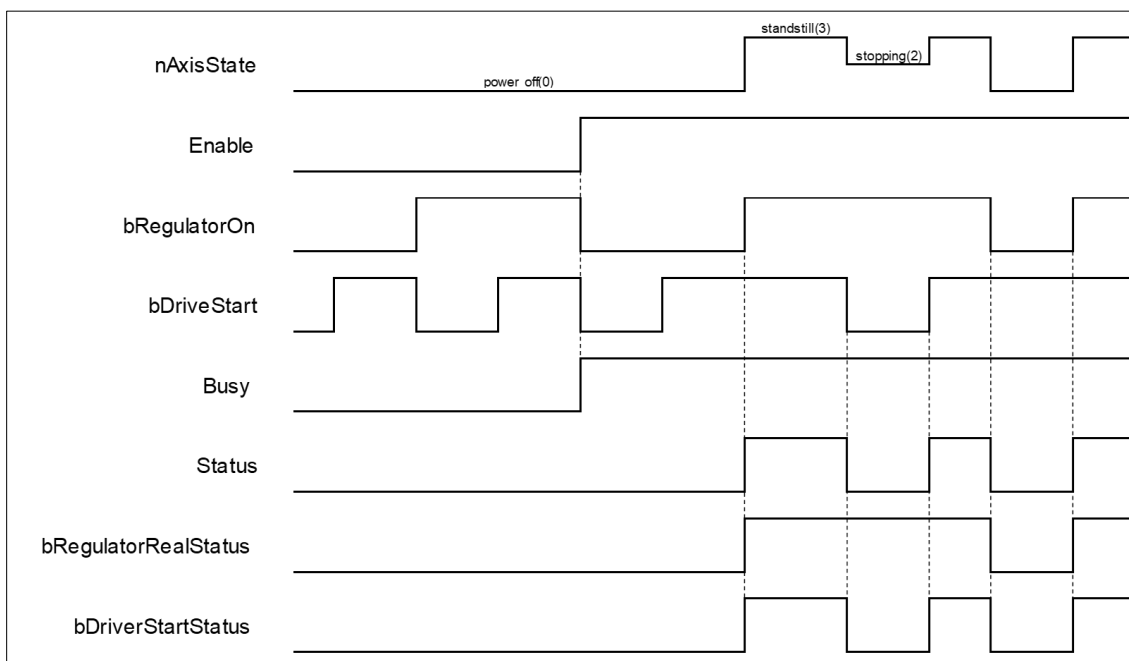 standstill(3)
nAxisState
stopping(2)
power off(0)
Enable
bRegulatorOn
bDriveStart
Busy
Status
bRegulatorRealStatus
bDriverStartStatus